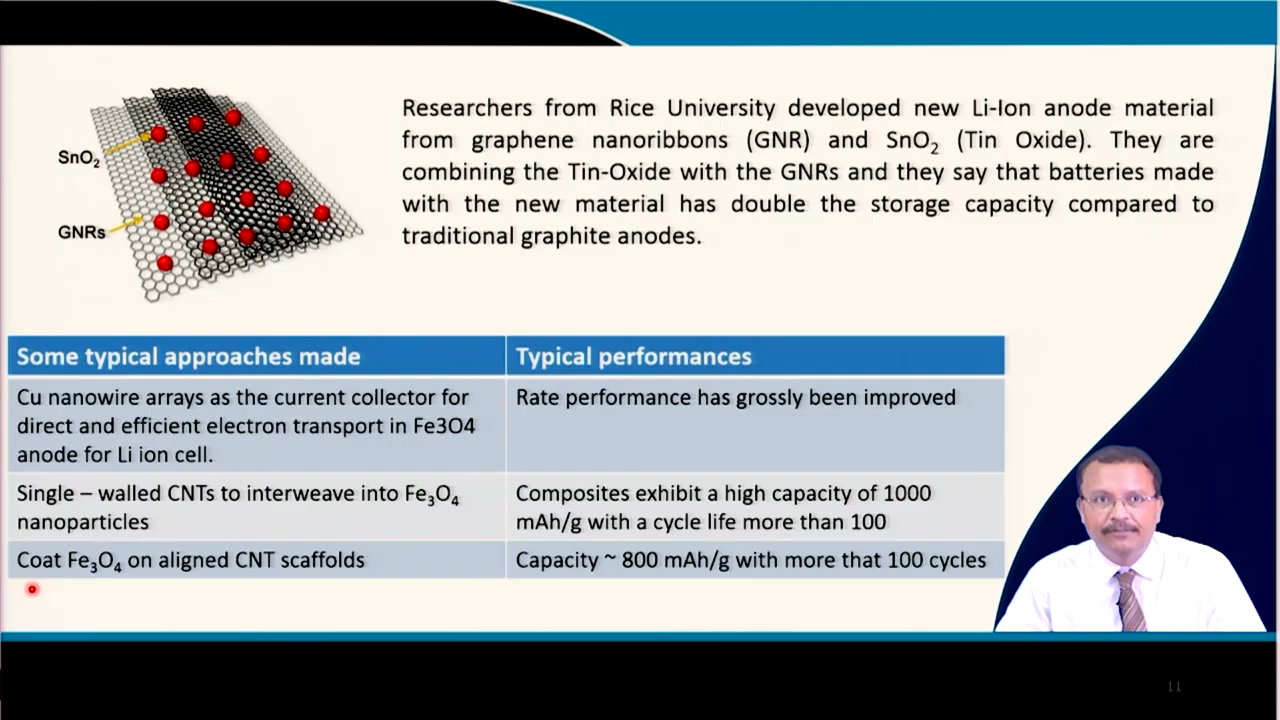 SnO₂
GNRs
Researchers from Rice University developed new Li-Ion anode material
from graphene nanoribbons (GNR) and SnO₂ (Tin Oxide). They are
combining the Tin-Oxide with the GNRs and they say that batteries made
with the new material has double the storage capacity compared to
traditional graphite anodes.
Some typical approaches made
Typical performances
Cu nanowire arrays as the current collector for
direct and efficient electron transport in Fe3O4
anode for Li ion cell.
Rate performance has grossly been improved
Single – walled CNTs to interweave into Fe₃O₄
nanoparticles
Composites exhibit a high capacity of 1000
mAh/g with a cycle life more than 100
Coat Fe₃O₄ on aligned CNT scaffolds
Capacity ~ 800 mAh/g with more that 100 cycles
11